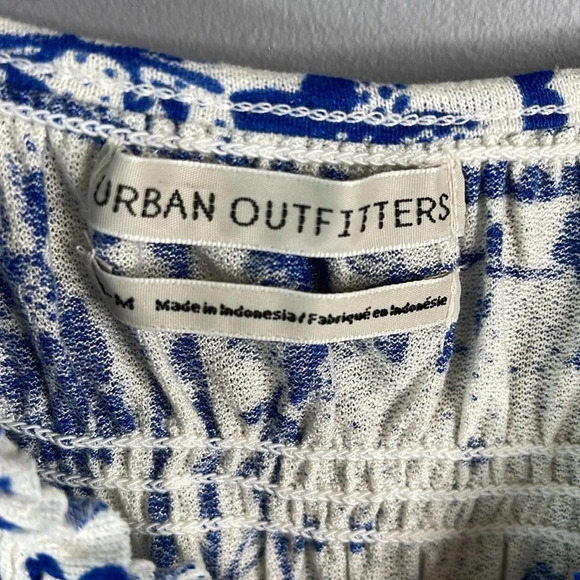 URBAN OUTFITTERS
M Made in Indonesia / Fabriqué en Indonésie